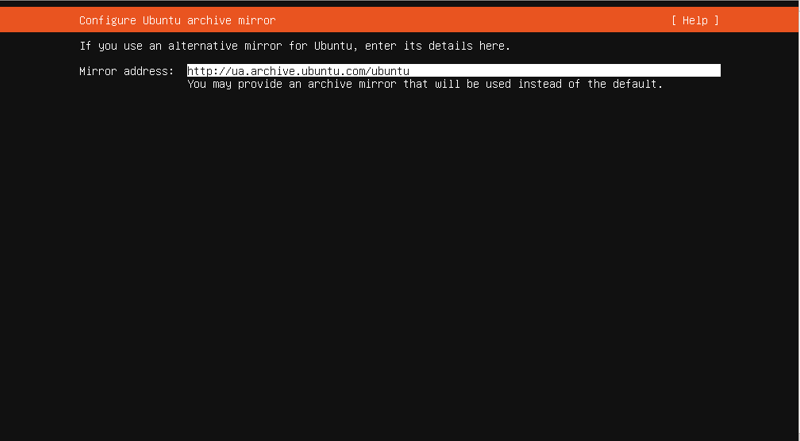 Configure Ubuntu archive mirror [ Help ]
If you use an alternative mirror for Ubuntu, enter its details here.
Mirror address: http://ua.archive.ubuntu.com/ubuntu
You may provide an archive mirror that will be used instead of the default.